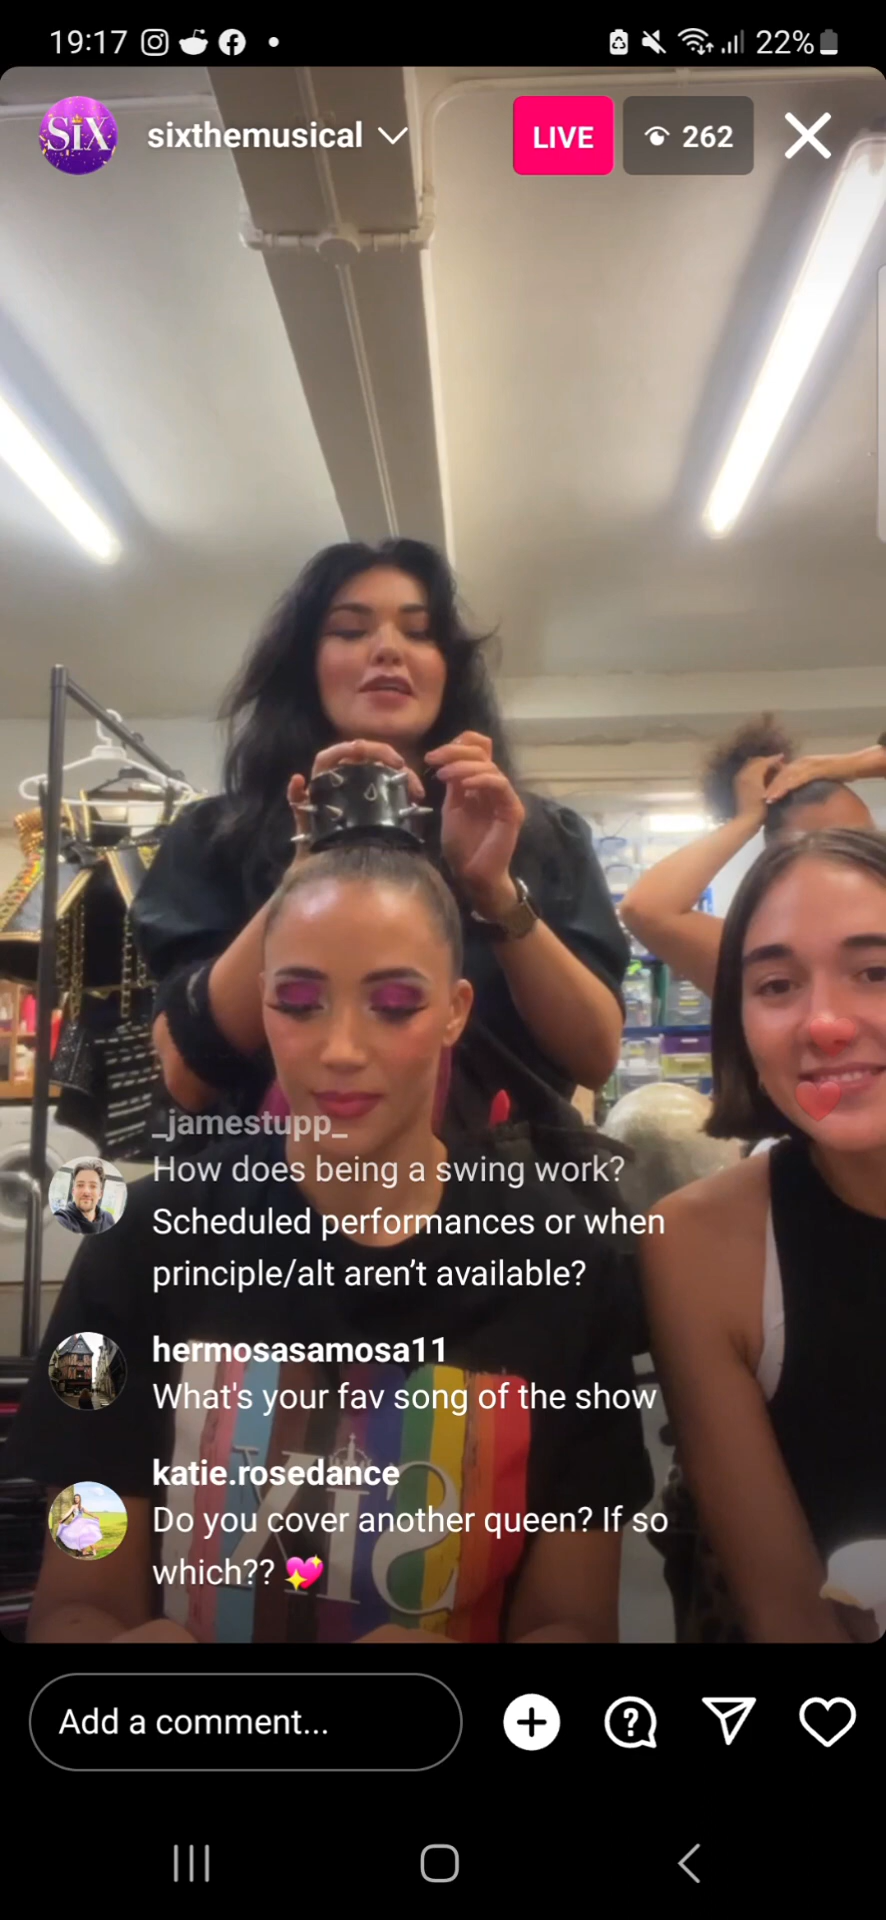 19:17
22%
SIX
sixthemusical
LIVE
262
_jamestupp_
How does being a swing work?
Scheduled performances or when
principle/alt aren't available?
hermosasamosa11
What's your fav song of the show
katie.rosedance
Do you cover another queen? If so
which?? 💖
SIX
Add a comment...